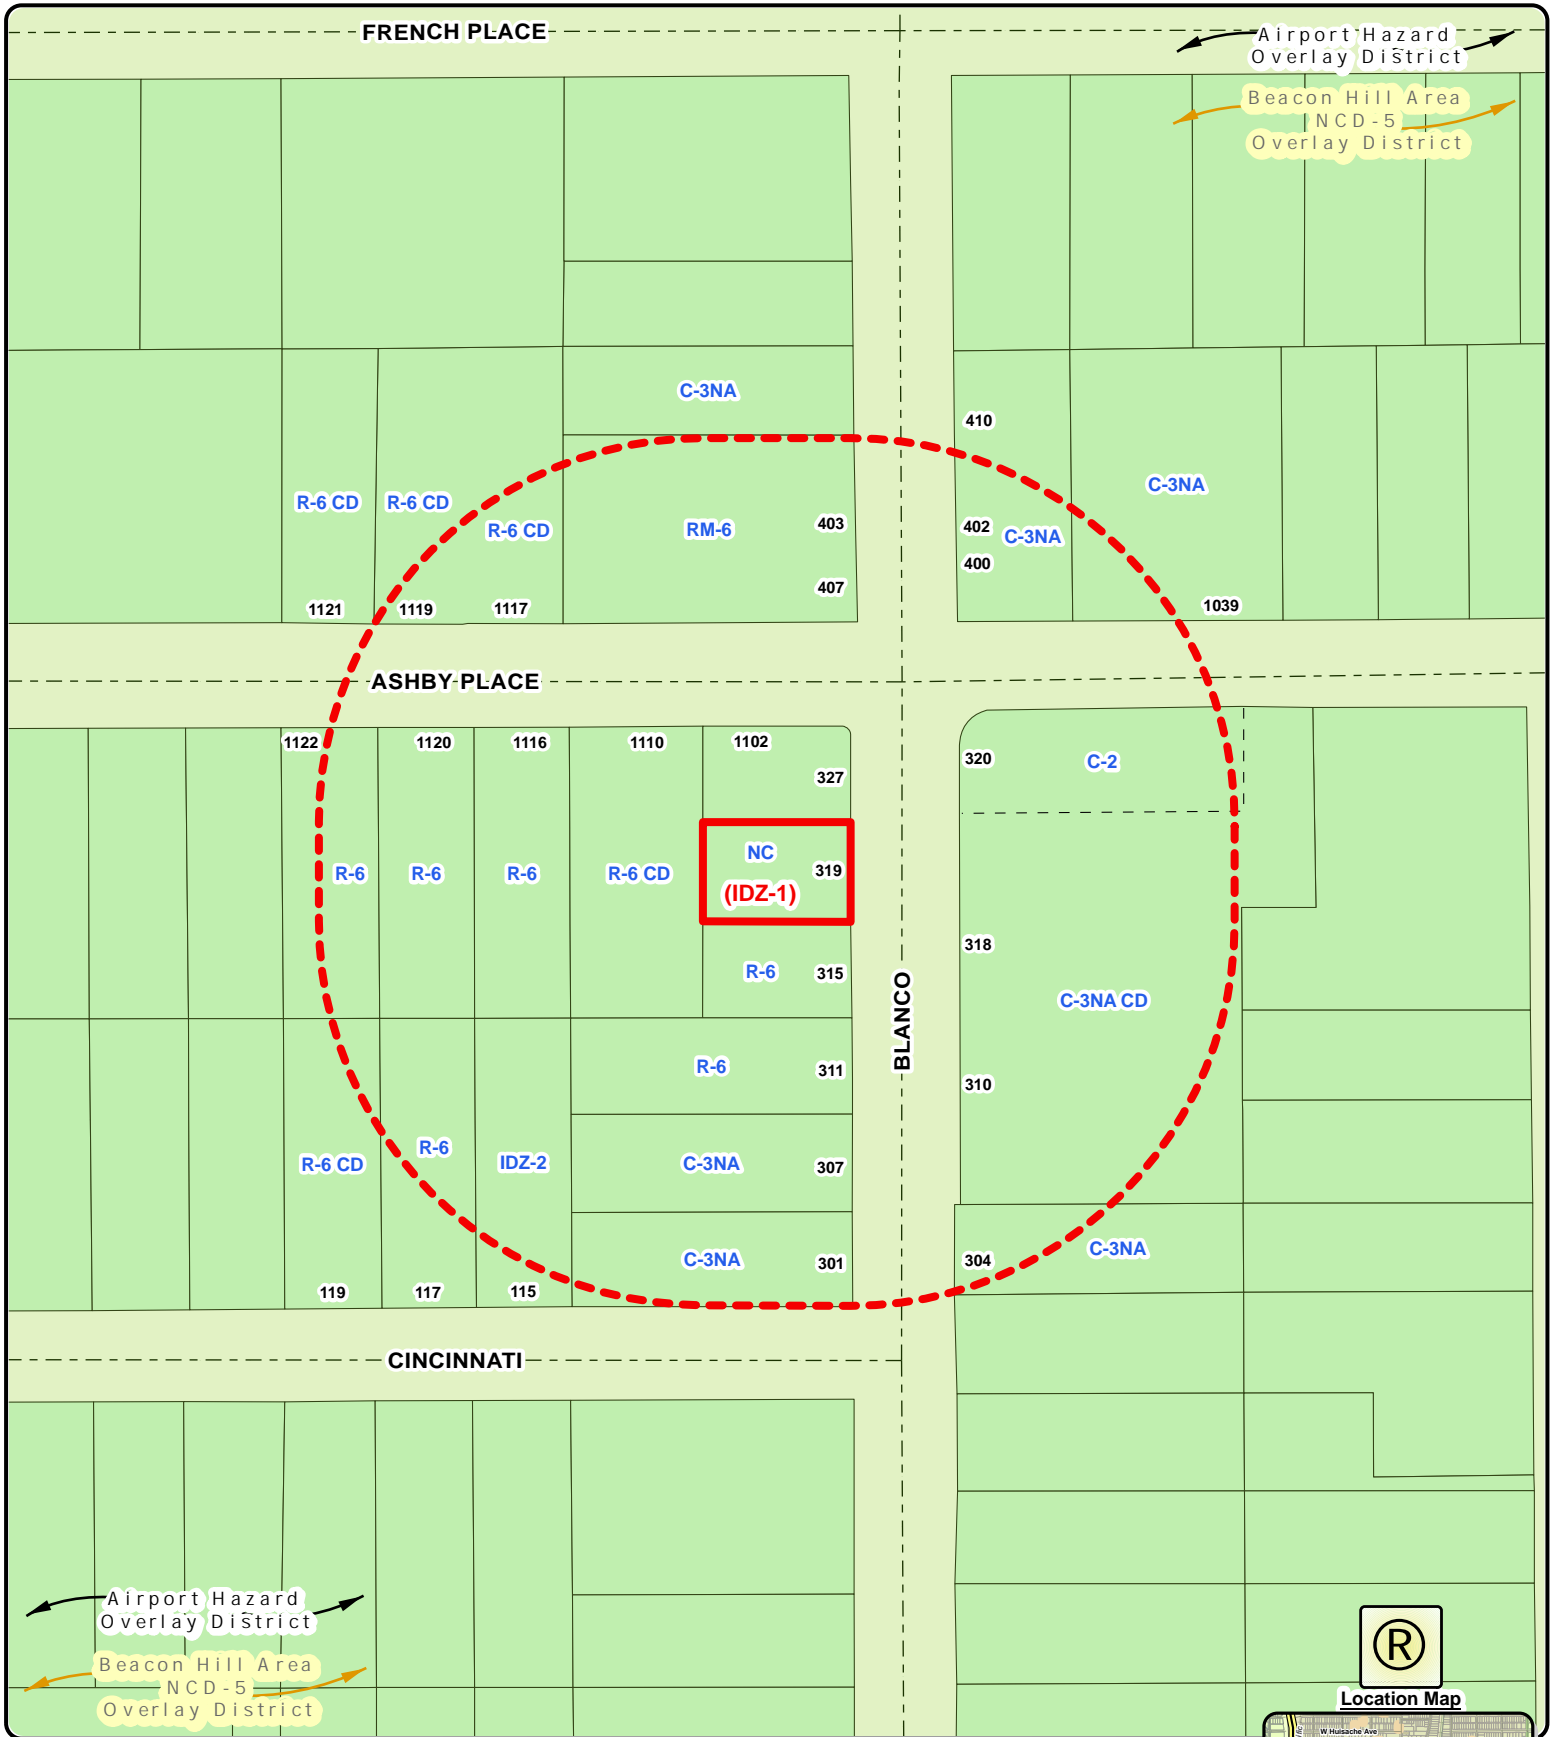 FRENCH PLACE
Airport Hazard
Overlay District
Beacon Hill Area
NCD-5
Overlay District
C-3NA
410
C-3NA
R-6 CD
R-6 CD
R-6 CD
RM-6
403
402
C-3NA
400
407
1121
1119
1117
1039
ASHBY PLACE
1122
1120
1116
1110
1102
320
C-2
327
NC
319
(IDZ-1)
R-6
R-6
R-6
R-6 CD
318
R-6
315
C-3NA CD
BLANCO
R-6
311
310
R-6 CD
R-6
IDZ-2
C-3NA
307
C-3NA
301
304
C-3NA
119
117
115
CINCINNATI
Airport Hazard
Overlay District
Beacon Hill Area
NCD-5
Overlay District
R
Location Map
W Huisache Ave